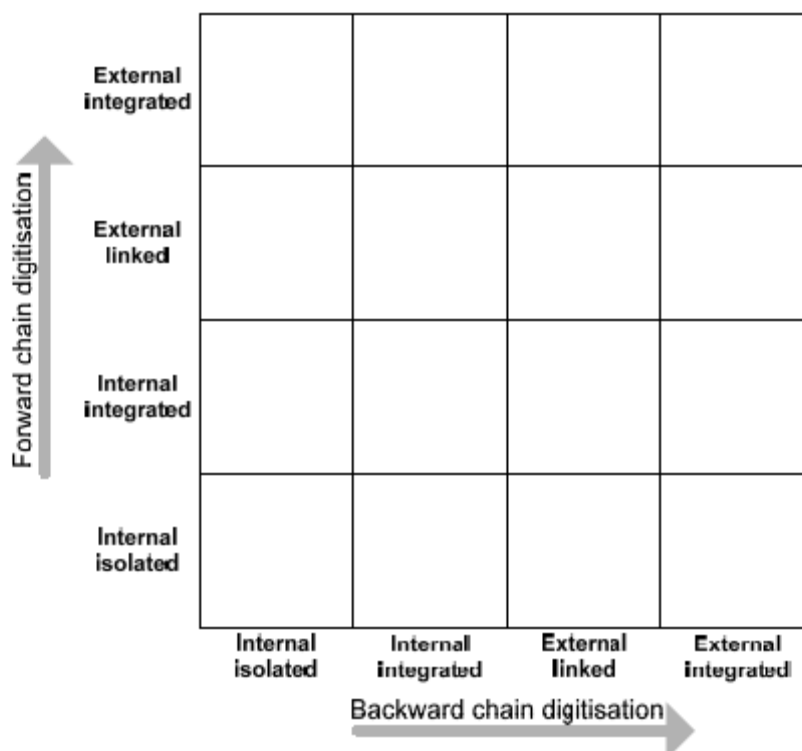 External
integrated
External
linked
Internal
integrated
Internal
isolated
Forward chain digitisation
Internal
isolated
Internal
integrated
External
linked
External
integrated
Backward chain digitisation